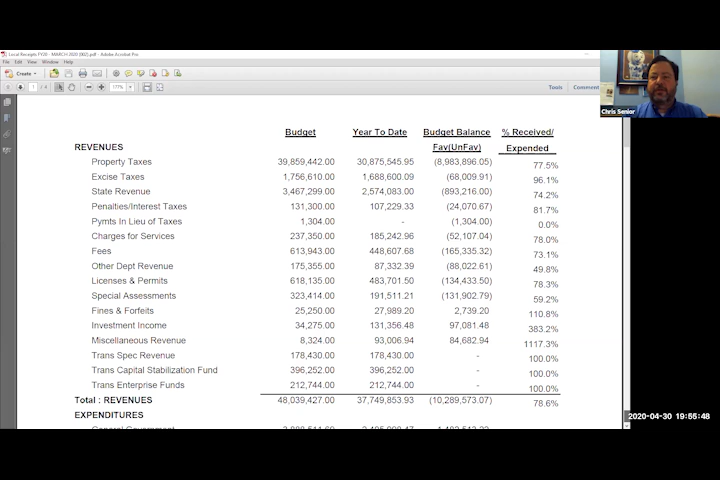 Local Receipts FY20 - MARCH 2020 (002).pdf - Adobe Acrobat Pro
File Edit View Window Help
Create
1 / 4
Tools Comment
Chris Senior
Budget Year To Date Budget Balance % Received/
REVENUES Fav(UnFav) Expended
Property Taxes 39,859,442.00 30,875,545.95 (8,983,896.05) 77.5%
Excise Taxes 1,756,610.00 1,688,600.09 (68,009.91) 96.1%
State Revenue 3,467,299.00 2,574,083.00 (893,216.00) 74.2%
Penalties/Interest Taxes 131,300.00 107,229.33 (24,070.67) 81.7%
Pymts In Lieu of Taxes 1,304.00 - (1,304.00) 0.0%
Charges for Services 237,350.00 185,242.96 (52,107.04) 78.0%
Fees 613,943.00 448,607.68 (165,335.32) 73.1%
Other Dept Revenue 175,355.00 87,332.39 (88,022.61) 49.8%
Licenses & Permits 618,135.00 483,701.50 (134,433.50) 78.3%
Special Assessments 323,414.00 191,511.21 (131,902.79) 59.2%
Fines & Forfeits 25,250.00 27,989.20 2,739.20 110.8%
Investment Income 34,275.00 131,356.48 97,081.48 383.2%
Miscellaneous Revenue 8,324.00 93,006.94 84,682.94 1117.3%
Trans Spec Revenue 178,430.00 178,430.00 - 100.0%
Trans Capital Stabilization Fund 396,252.00 396,252.00 - 100.0%
Trans Enterprise Funds 212,744.00 212,744.00 - 100.0%
Total : REVENUES 48,039,427.00 37,749,853.93 (10,289,573.07) 78.6%
EXPENDITURES
2020-04-30 19:55:48